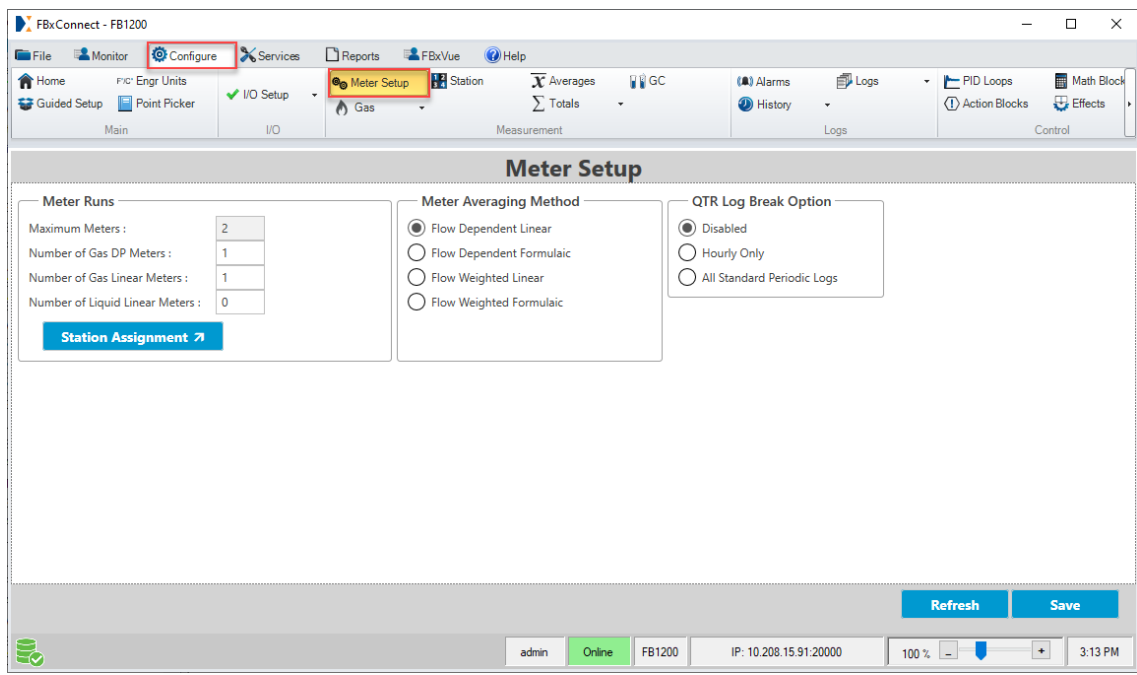 FBxConnect - FB1200
File Monitor Configure Services Reports FBxVue Help
Home F?/C° Engr Units I/O Setup Meter Setup Station Averages GC Alarms Logs PID Loops Math Block
Guided Setup Point Picker Gas Totals History Action Blocks Effects
Main I/O Measurement Logs Control
Meter Setup
Meter Runs
Maximum Meters : 2
Number of Gas DP Meters : 1
Number of Gas Linear Meters : 1
Number of Liquid Linear Meters : 0
Station Assignment
Meter Averaging Method
Flow Dependent Linear
Flow Dependent Formulaic
Flow Weighted Linear
Flow Weighted Formulaic
QTR Log Break Option
Disabled
Hourly Only
All Standard Periodic Logs
Refresh Save
admin Online FB1200 IP: 10.208.15.91:20000 100 % - + 3:13 PM